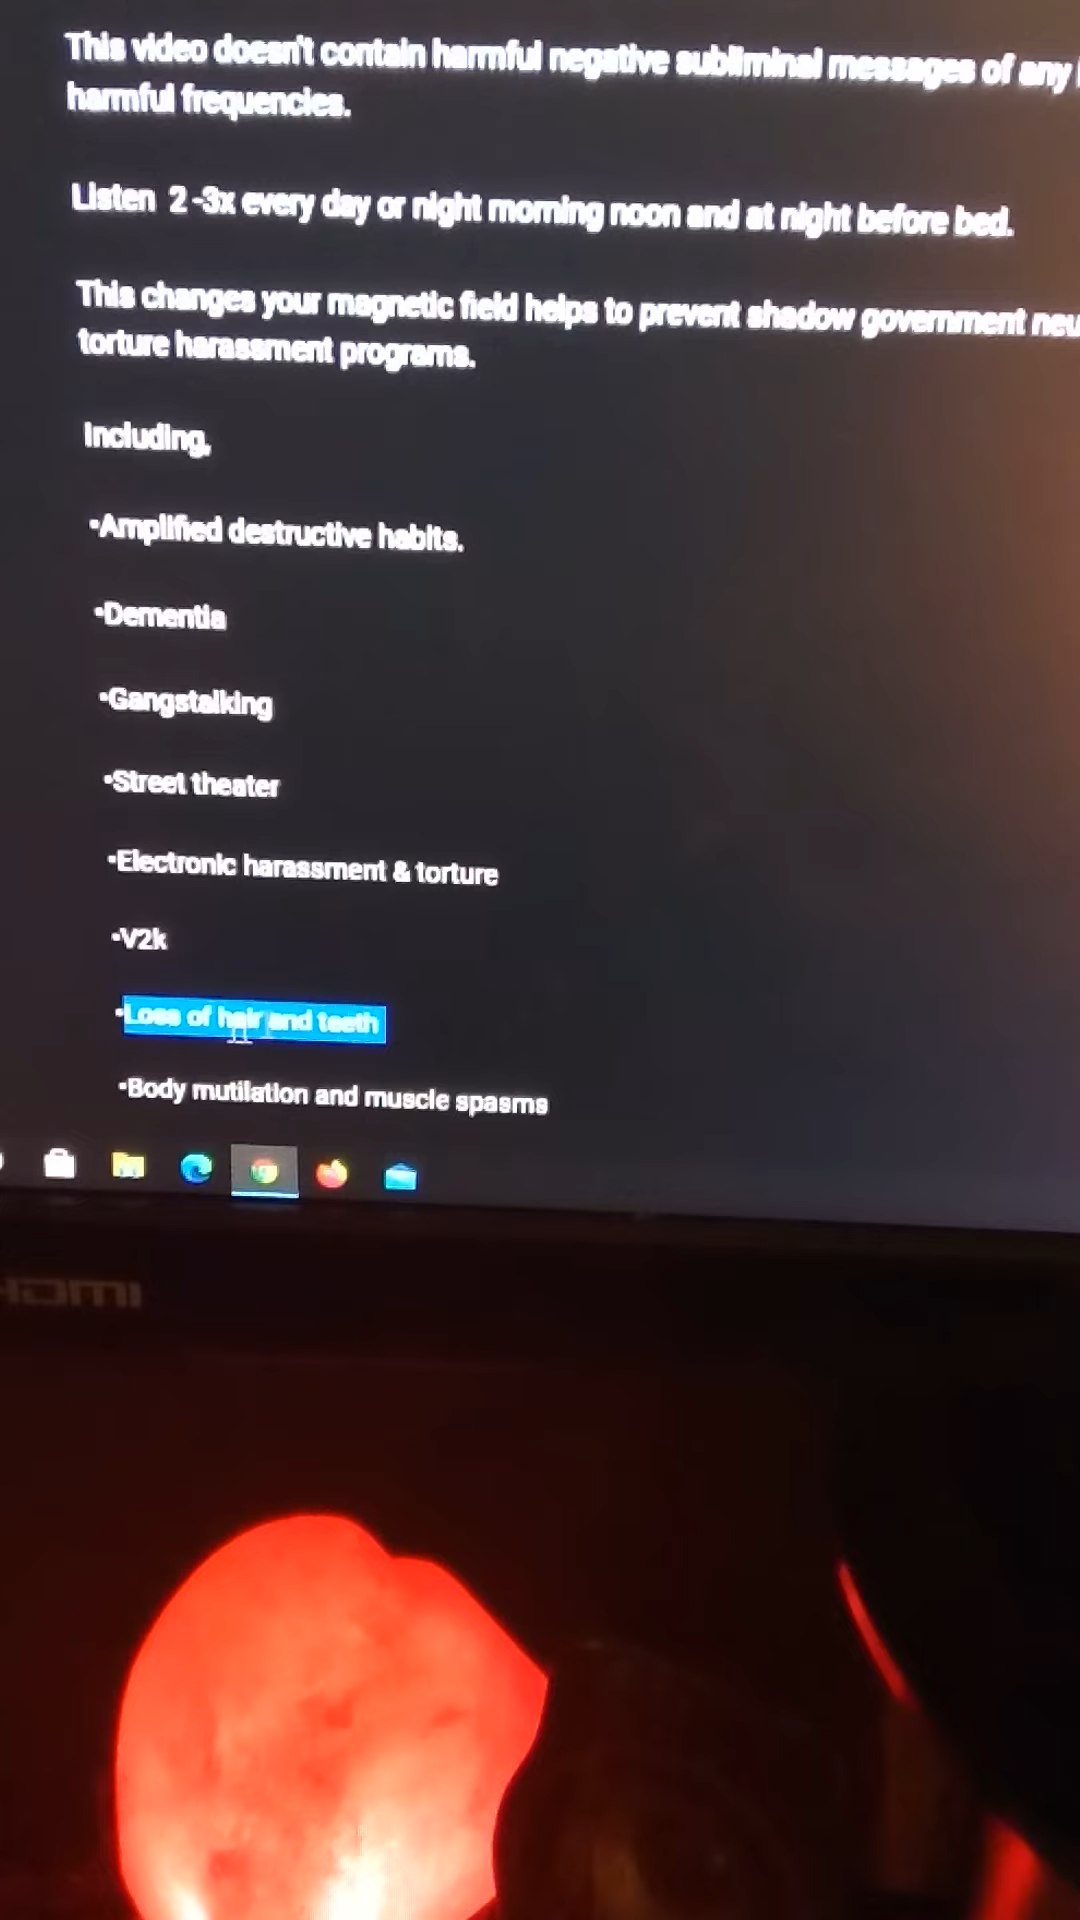 This video doesn't contain harmful negative subliminal messages of any
harmful frequencies.
Listen 2 -3x every day or night morning noon and at night before bed.
This changes your magnetic field helps to prevent shadow government neu
torture harassment programs.
Including,
•Amplified destructive habits.
•Dementia
•Gangstalking
•Street theater
•Electronic harassment & torture
•V2k
•Loss of hair and teeth
•Body mutilation and muscle spasms
HDMI